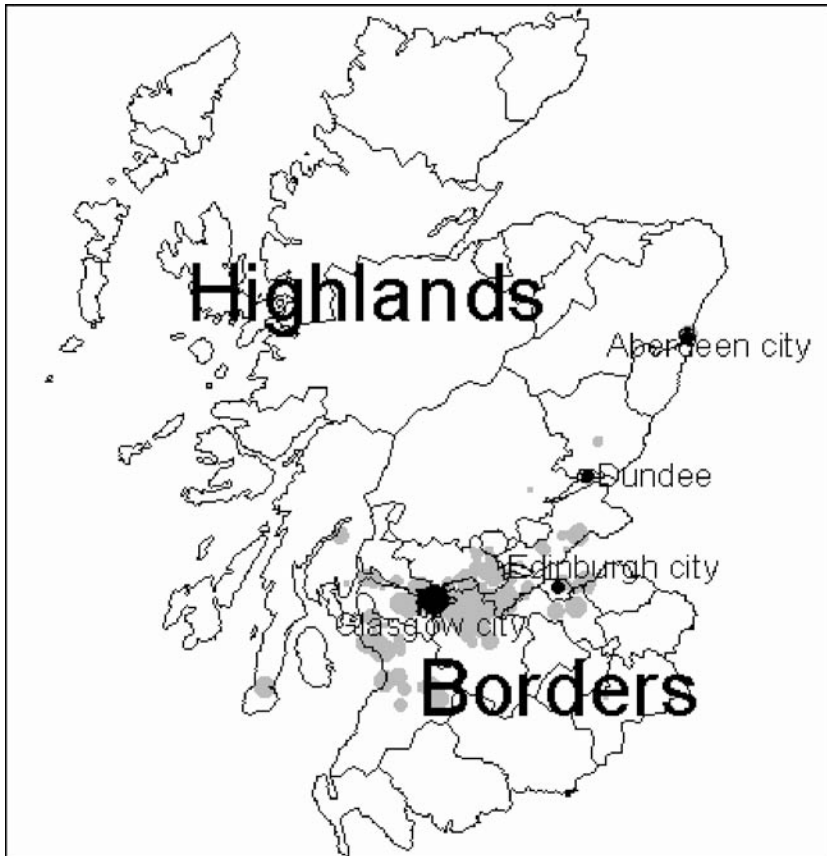 Highlands
Aberdeen city
Dundee
Edinburgh city
Glasgow city
Borders